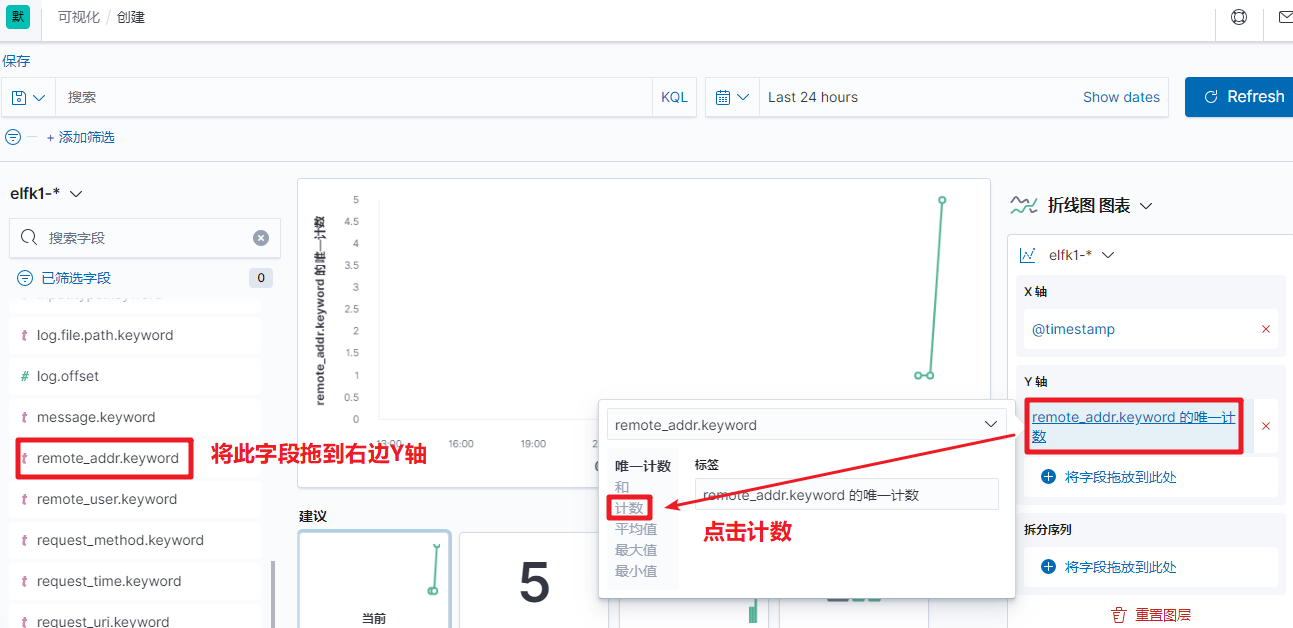 默
可视化 / 创建
保存
搜索
KQL
Last 24 hours
Show dates
Refresh
+ 添加筛选
elfk1-*
搜索字段
已筛选字段
0
t log.file.path.keyword
# log.offset
t message.keyword
t remote_addr.keyword
t remote_user.keyword
t request_method.keyword
t request_time.keyword
t request_uri.keyword
将此字段拖到右边Y轴
remote_addr.keyword 的唯一计数
5
4.5
4
3.5
3
2.5
2
1.5
1
0.5
0
13:00
16:00
19:00
建议
当前
5
remote_addr.keyword
唯一计数
和
计数
平均值
最大值
最小值
标签
remote_addr.keyword 的唯一计数
点击计数
折线图 图表
elfk1-*
X 轴
@timestamp
Y 轴
remote_addr.keyword 的唯一计
数
将字段拖放到此处
拆分序列
将字段拖放到此处
重置图层